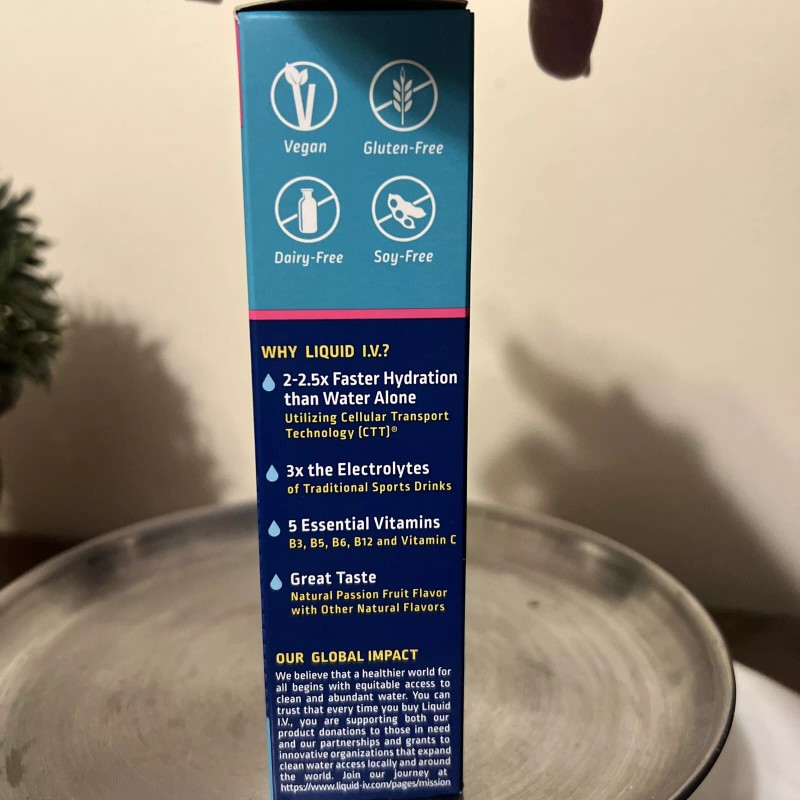 Vegan Gluten-Free
Dairy-Free Soy-Free
WHY LIQUID I.V.?
2-2.5x Faster Hydration
than Water Alone
Utilizing Cellular Transport
Technology (CTT)®
3x the Electrolytes
of Traditional Sports Drinks
5 Essential Vitamins
B3, B5, B6, B12 and Vitamin C
Great Taste
Natural Passion Fruit Flavor
with Other Natural Flavors
OUR GLOBAL IMPACT
We believe that a healthier world for
all begins with equitable access to
clean and abundant water. You can
trust that every time you buy Liquid
I.V., you are supporting both our
product donations to those in need
and our partnerships and grants to
innovative organizations that expand
clean water access locally and around
the world. Join our journey at
https://www.liquid-iv.com/pages/mission